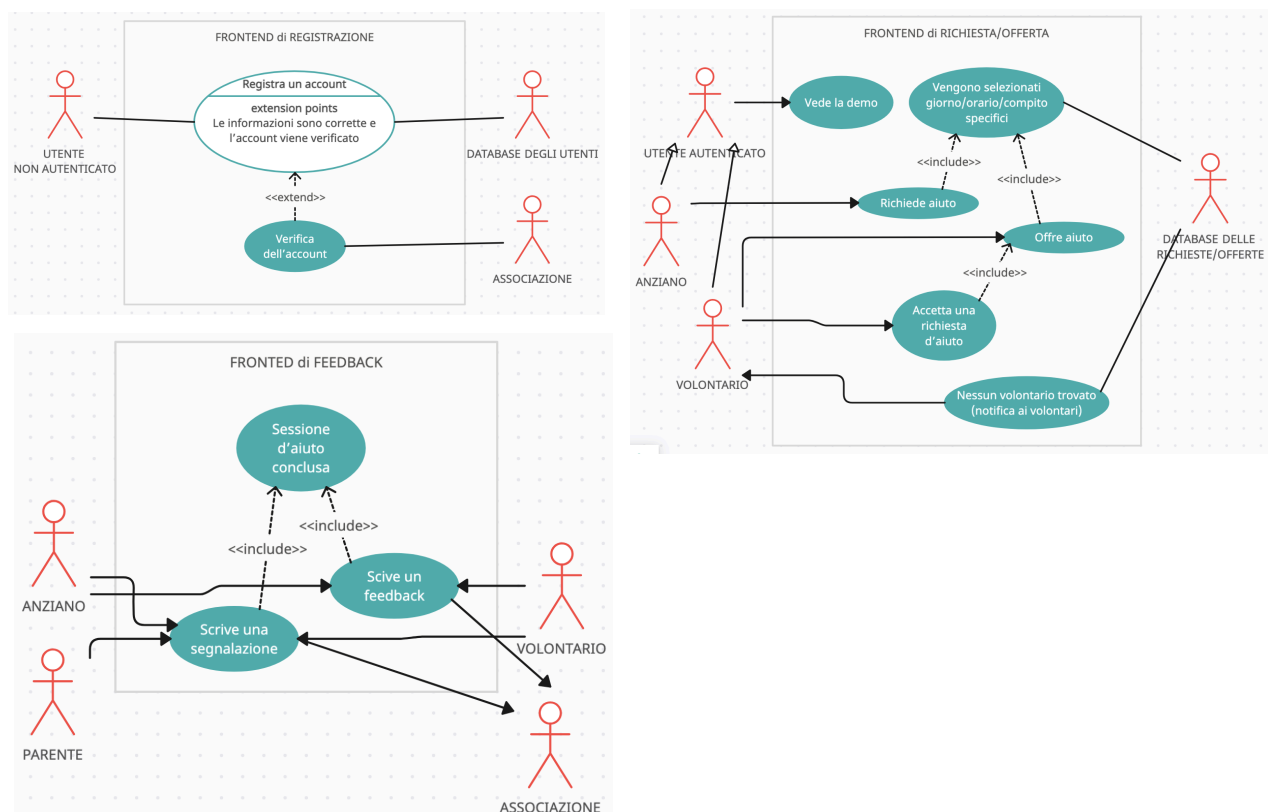 FRONTEND di REGISTRAZIONE
Registra un account
extension points
Le informazioni sono corrette e
l'account viene verificato
UTENTE
NON AUTENTICATO
DATABASE DEGLI UTENTI
<<extend>>
Verifica
dell'account
ASSOCIAZIONE
FRONTEND di RICHIESTA/OFFERTA
Vede la demo
Vengono selezionati
giorno/orario/compito
specifici
UTENTE AUTENTICATO
<<include>>
<<include>>
Richiede aiuto
Offre aiuto
DATABASE DELLE
RICHIESTE/OFFERTE
ANZIANO
<<include>>
Accetta una
richiesta
d'aiuto
VOLONTARIO
Nessun volontario trovato
(notifica ai volontari)
FRONTED di FEEDBACK
Sessione
d'aiuto
conclusa
<<include>>
<<include>>
Scive un
feedback
ANZIANO
Scrive una
segnalazione
VOLONTARIO
PARENTE
ASSOCIAZIONE